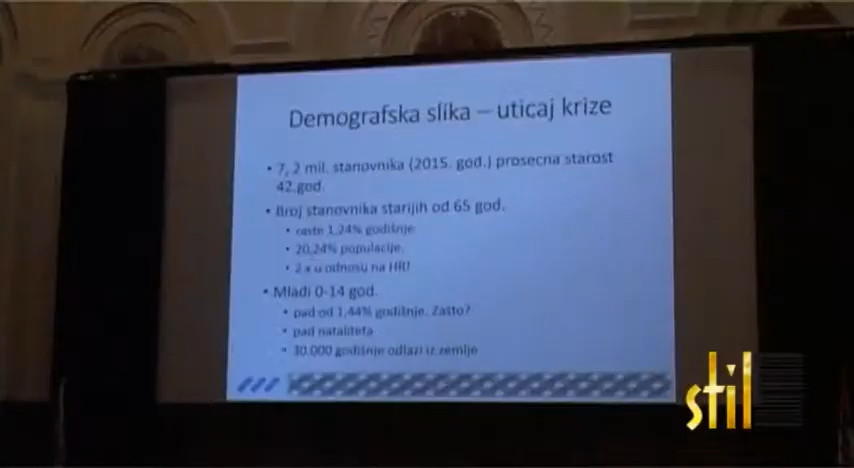 Demografska slika – uticaj krize
• 7, 2 mil. stanovnika (2015. god.) prosecna starost
42.god.
• Broj stanovnika starijih od 65 god.
• raste 1,24% godišnje
• 20,24% populacije.
• 2 x u odnosu na HR!
• Mladi 0-14 god.
• pad od 1,44% godišnje. Zašto?
• pad nataliteta
• 30.000 godišnje odlazi iz zemlje
stil